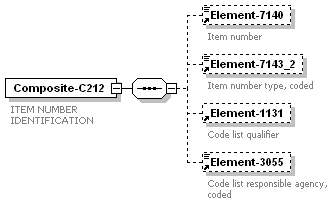 Element-7140
Item number
Element-7143_2
Item number type, coded
Composite-C212
ITEM NUMBER
IDENTIFICATION
Element-1131
Code list qualifier
Element-3055
Code list responsible agency,
coded